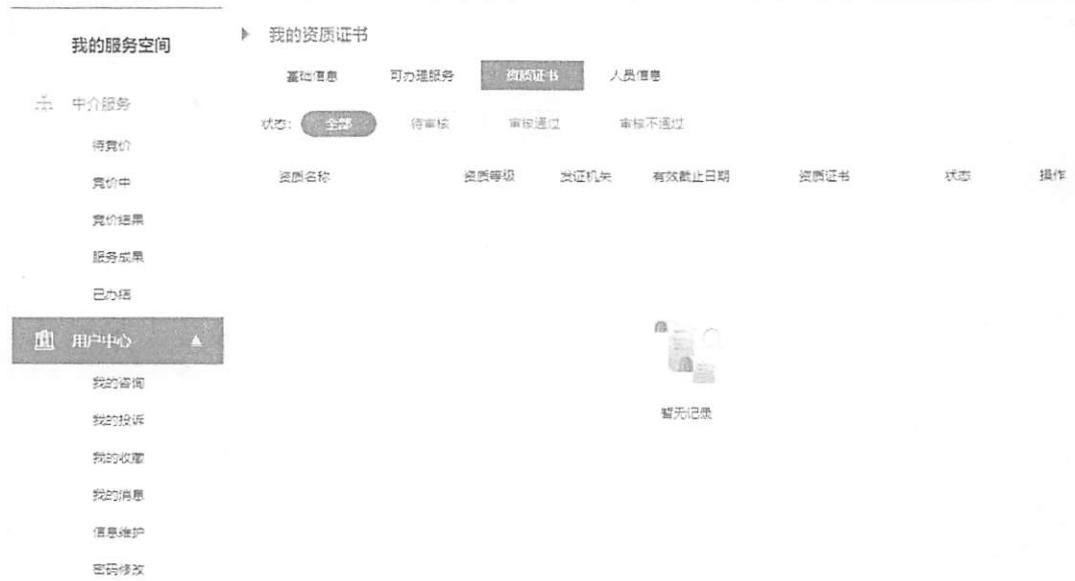 我的服务空间
中介服务
待竞价
竞价中
竞价结果
服务成果
已办结
用户中心
我的咨询
我的投诉
我的收藏
我的消息
信息维护
密码修改
我的资质证书
基础信息 可办理服务 资质证书 人员信息
状态： 全部 待审核 审核通过 审核不通过
资质名称 资质等级 发证机关 有效截止日期 资质证书 状态 操作
暂无记录